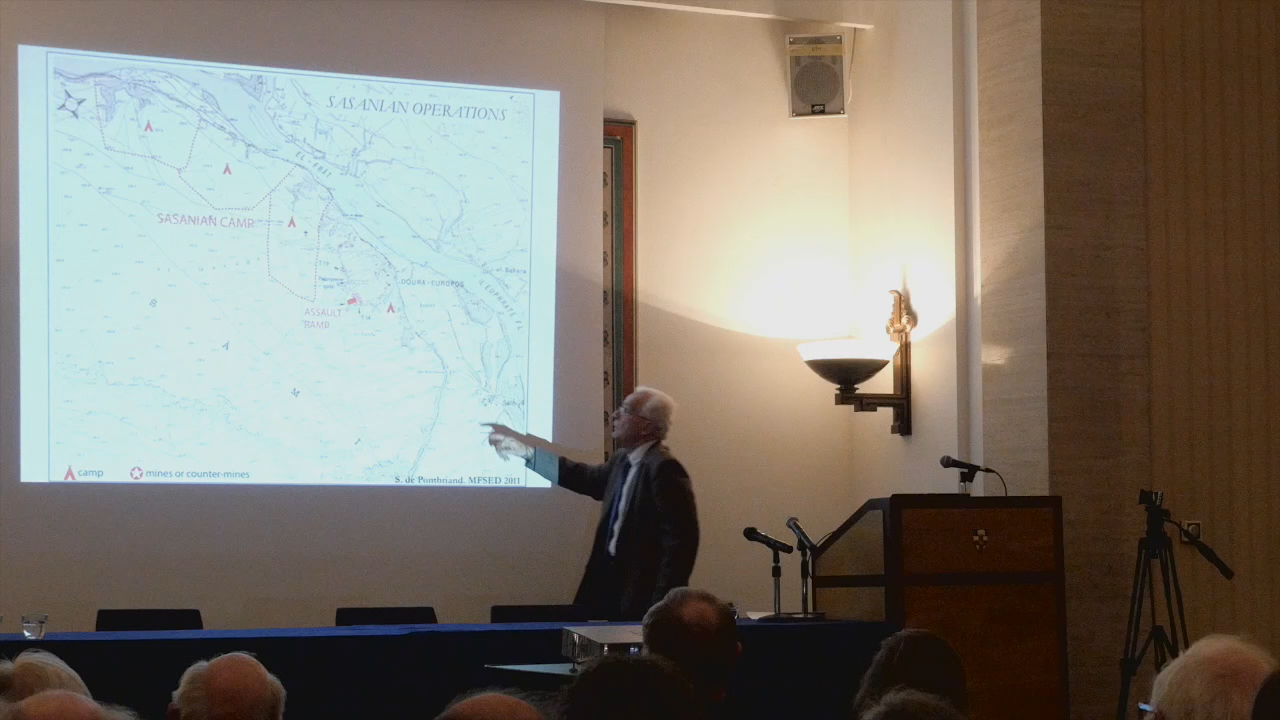 SASANIAN OPERATIONS
SASANIAN CAMP
DOURA-EUROPOS
ASSAULT
RAMP
camp
mines or counter-mines
S. de Pontbriand. MFSED 2011